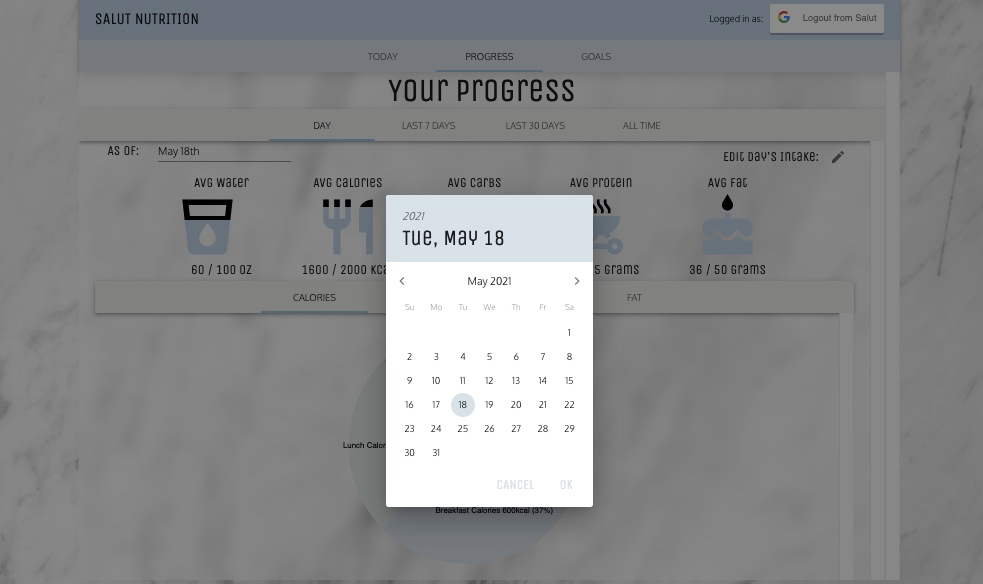 SALUT NUTRITION
Logged in as:
Logout from Salut
TODAY PROGRESS GOALS
Your Progress
DAY LAST 7 DAYS LAST 30 DAYS ALL TIME
As of: May 18th
Edit Day's Intake:
Avg Water Avg Calories Avg Carbs Avg Protein Avg Fat
60 / 100 oz 1600 / 2000 5 grams 36 / 50 grams
CALORIES FAT
2021
Tue, May 18
May 2021
Su Mo Tu We Th Fr Sa
1
2 3 4 5 6 7 8
9 10 11 12 13 14 15
16 17 18 19 20 21 22
23 24 25 26 27 28 29
30 31
Lunch
CANCEL OK
Breakfast Calories 600kcal (37%)